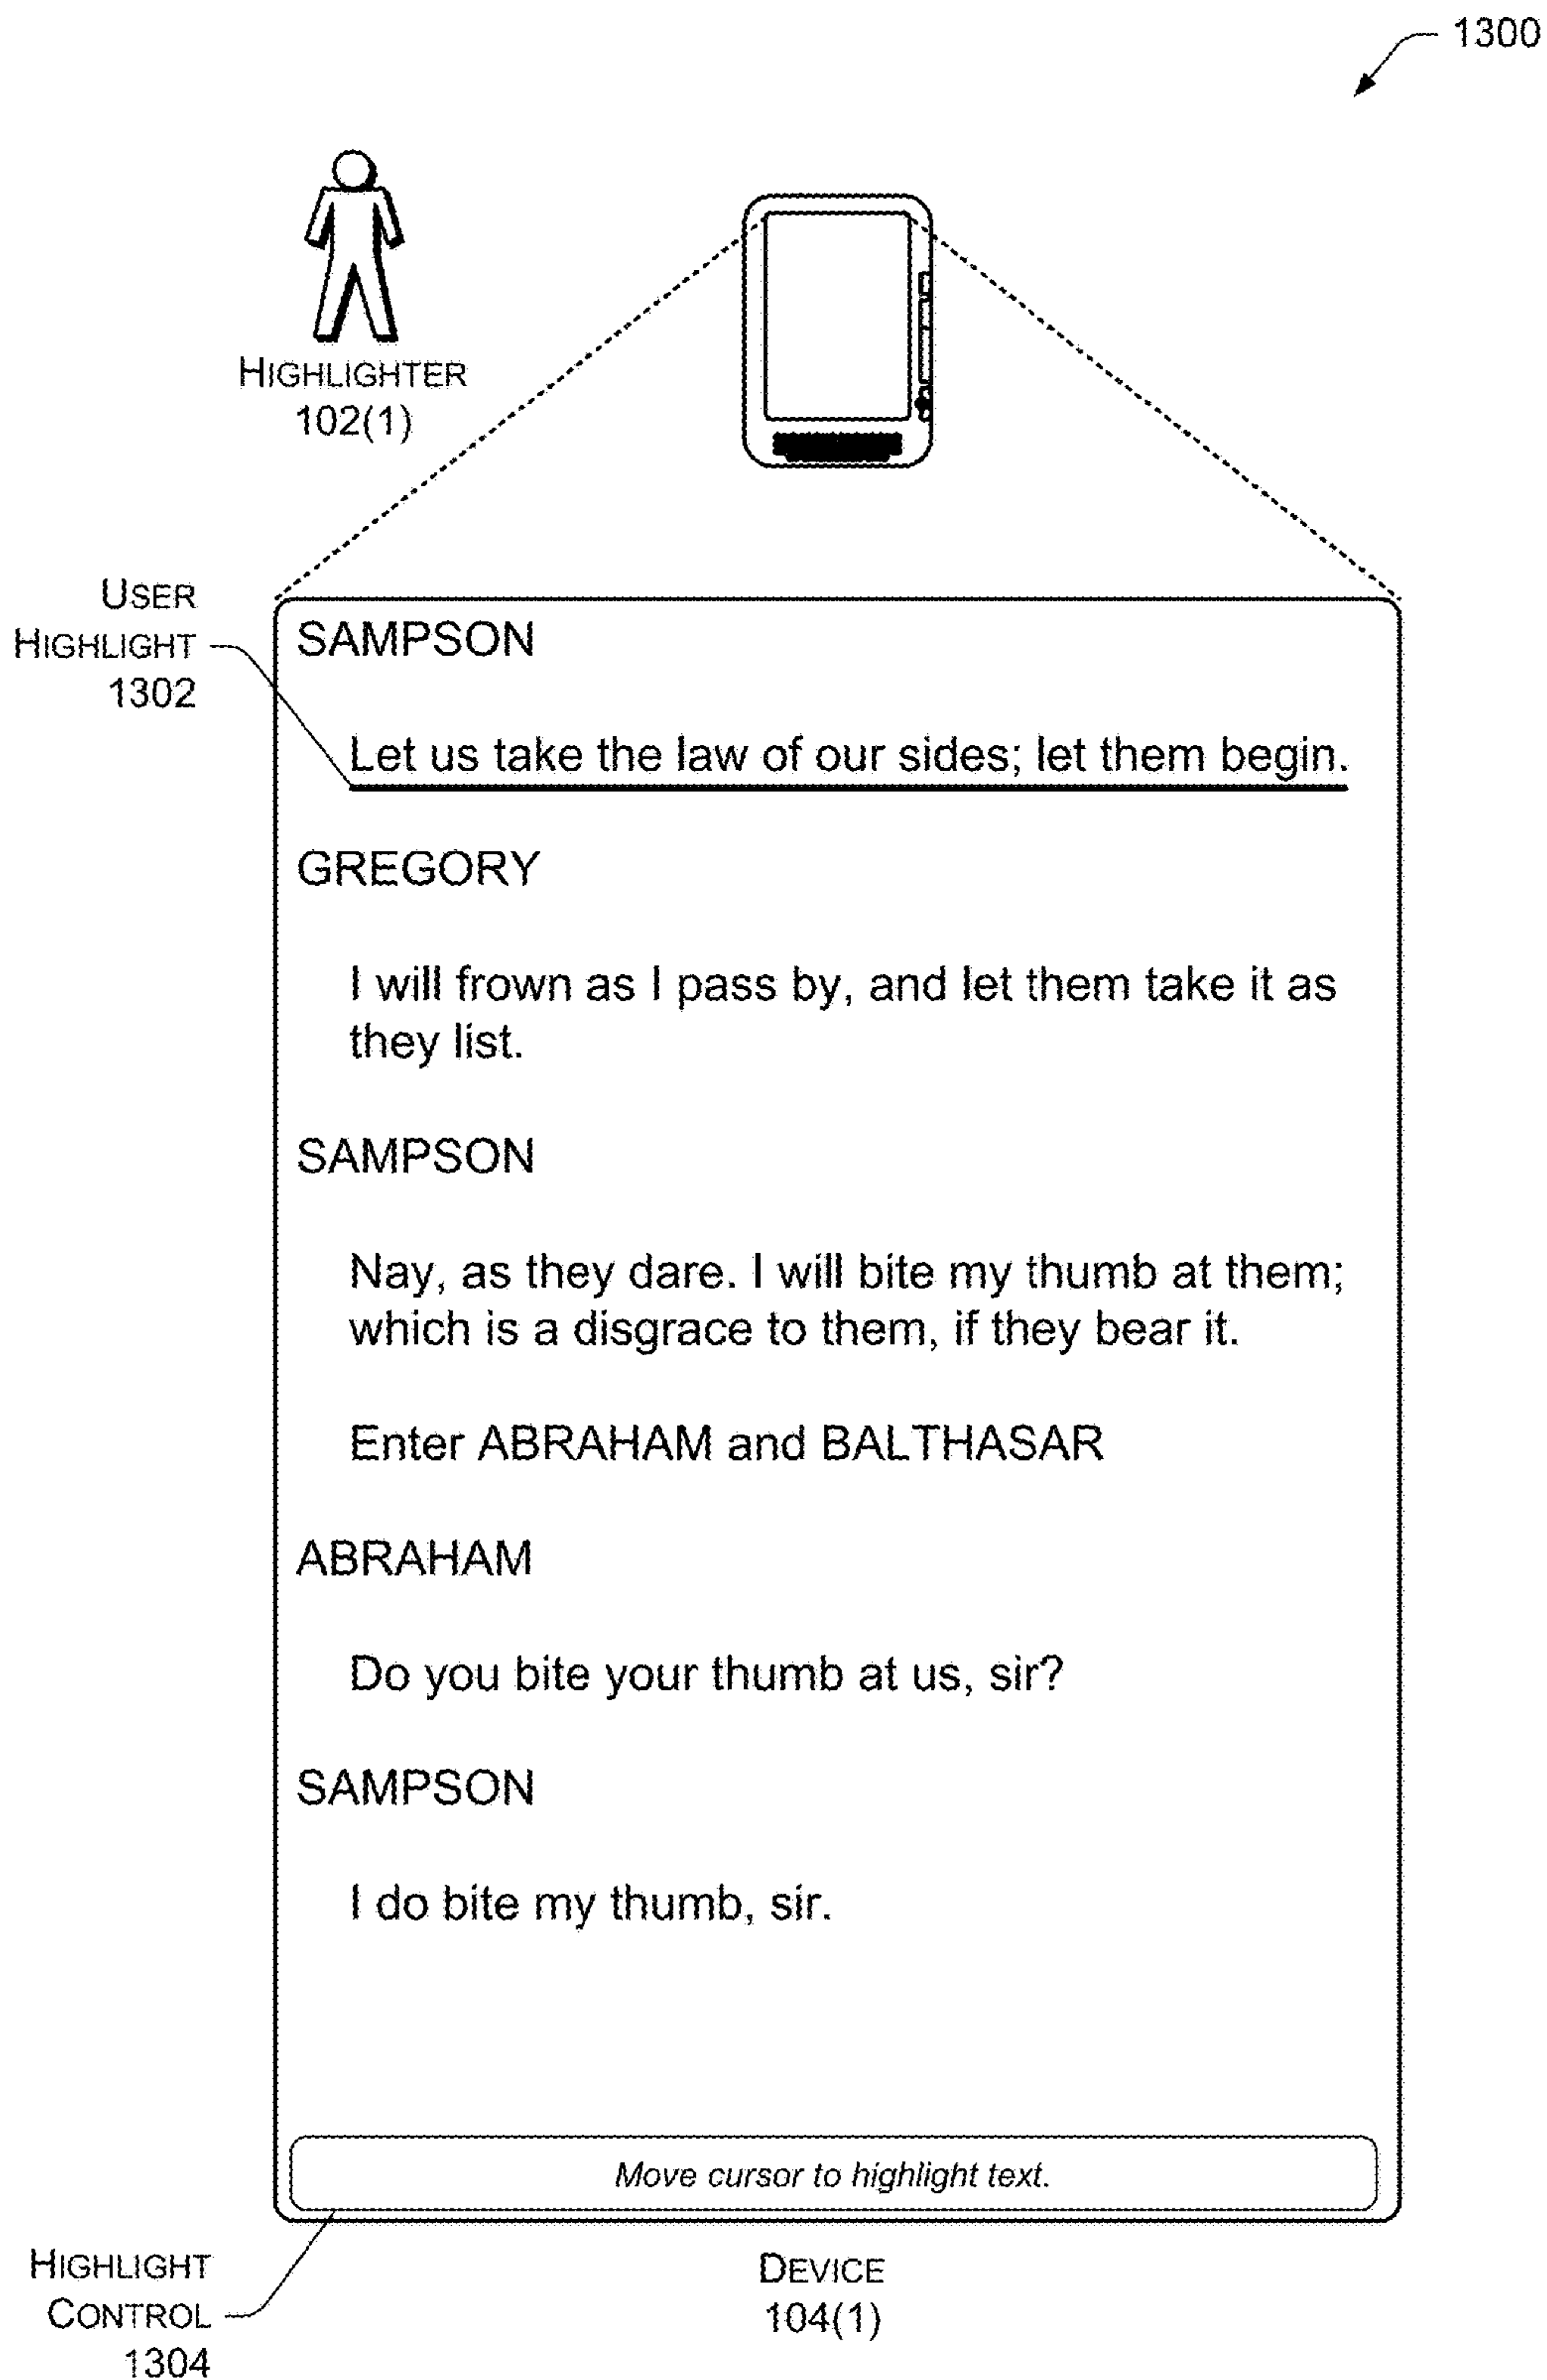 1300
HIGHLIGHTER
102(1)
USER
HIGHLIGHT
1302
SAMPSON
Let us take the law of our sides; let them begin.
GREGORY
I will frown as I pass by, and let them take it as
they list.
SAMPSON
Nay, as they dare. I will bite my thumb at them;
which is a disgrace to them, if they bear it.
Enter ABRAHAM and BALTHASAR
ABRAHAM
Do you bite your thumb at us, sir?
SAMPSON
I do bite my thumb, sir.
Move cursor to highlight text.
HIGHLIGHT
CONTROL
1304
DEVICE
104(1)